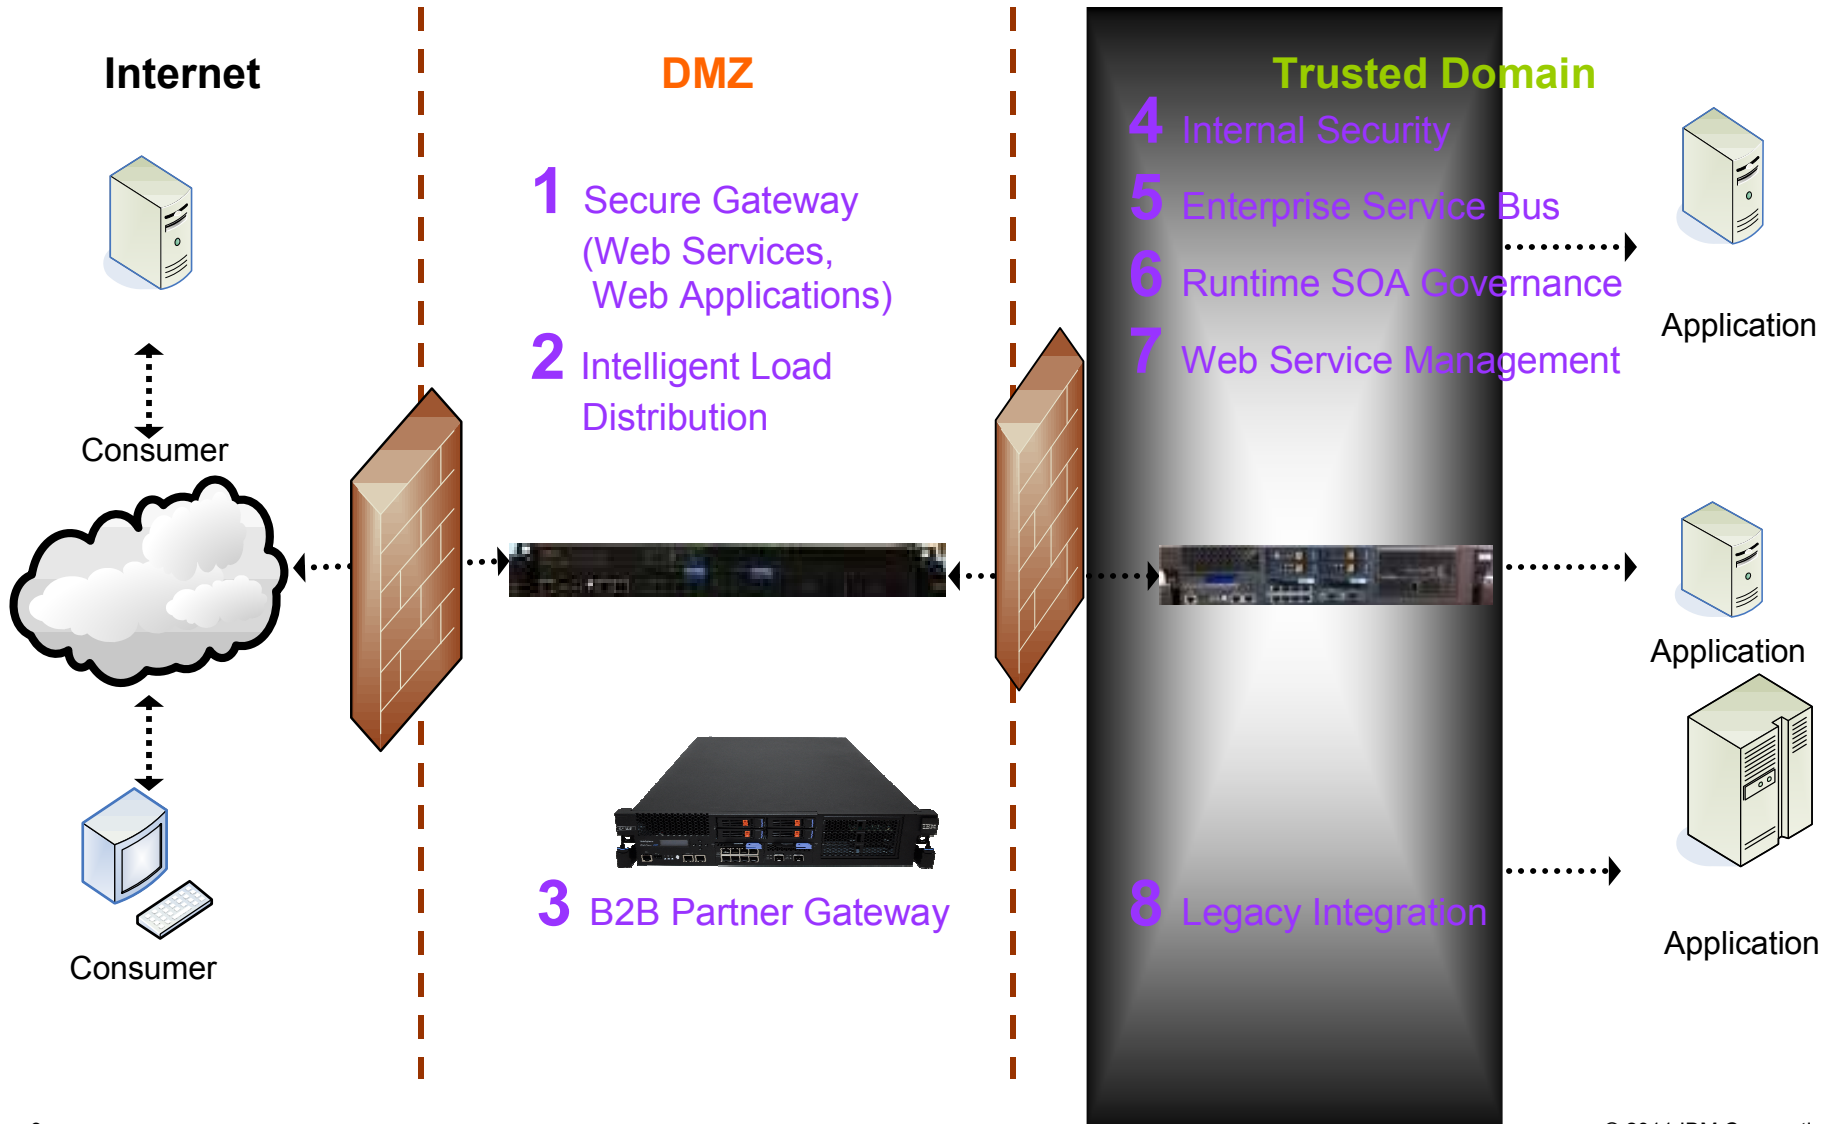 Internet
DMZ
Trusted Domain
4 Internal Security
1 Secure Gateway
(Web Services,
Web Applications)
5 Enterprise Service Bus
6 Runtime SOA Governance
Application
2 Intelligent Load
Distribution
7 Web Service Management
Consumer
Application
3 B2B Partner Gateway
8 Legacy Integration
Application
Consumer
IBM